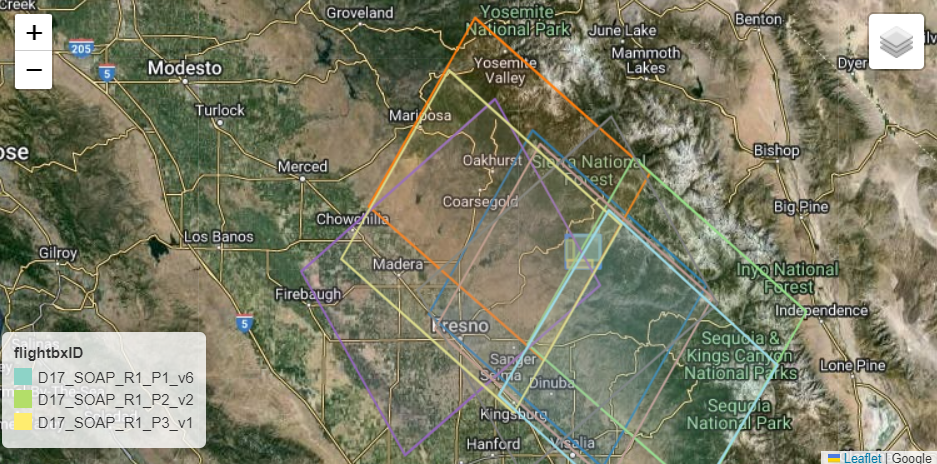 Creek
Groveland
Yosemite
National Park
Benton
+
205
5
−
June Lake
Mammoth
Lakes
Dyer
Modesto
Yosemite
Valley
Turlock
Mariposa
ose
Merced
Oakhurst
Sierra National
Forest
Bishop
Coarsegold
Big Pine
Chowchilla
Los Banos
Gilroy
Madera
Inyo National
Forest
Firebaugh
Independence
5
Fresno
Salinas
flightbxID
D17_SOAP_R1_P1_v6
D17_SOAP_R1_P2_v2
D17_SOAP_R1_P3_v1
Sequoia &
Kings Canyon
National Parks
Sanger
Selma
Dinuba
Lone Pine
Sequoia
National Park
Kingsburg
Hanford
Visalia
Leaflet | Google